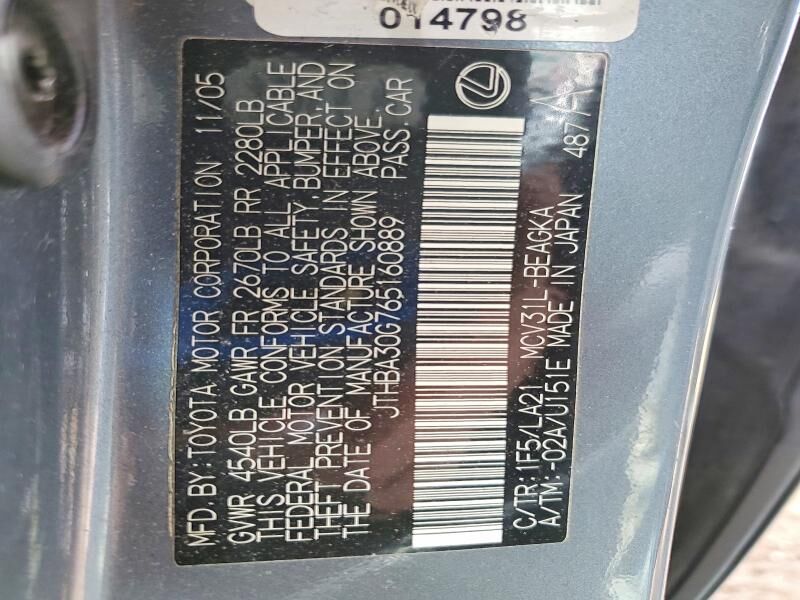 014798
MFD. BY: TOYOTA MOTOR CORPORATION 11/05
GVWR 4540LB GAWR FR 2670LB RR 2280LB
THIS VEHICLE CONFORMS TO ALL APPLICABLE
FEDERAL MOTOR VEHICLE SAFETY, BUMPER, AND
THEFT PREVENTION STANDARDS IN EFFECT ON
THE DATE OF MANUFACTURE SHOWN ABOVE.
JTHBA30G765160889 PASS. CAR
C/TR: 1F5/LA21 MCV31L-BEAGKA
A/TM: -02A/U151E MADE IN JAPAN 487 A